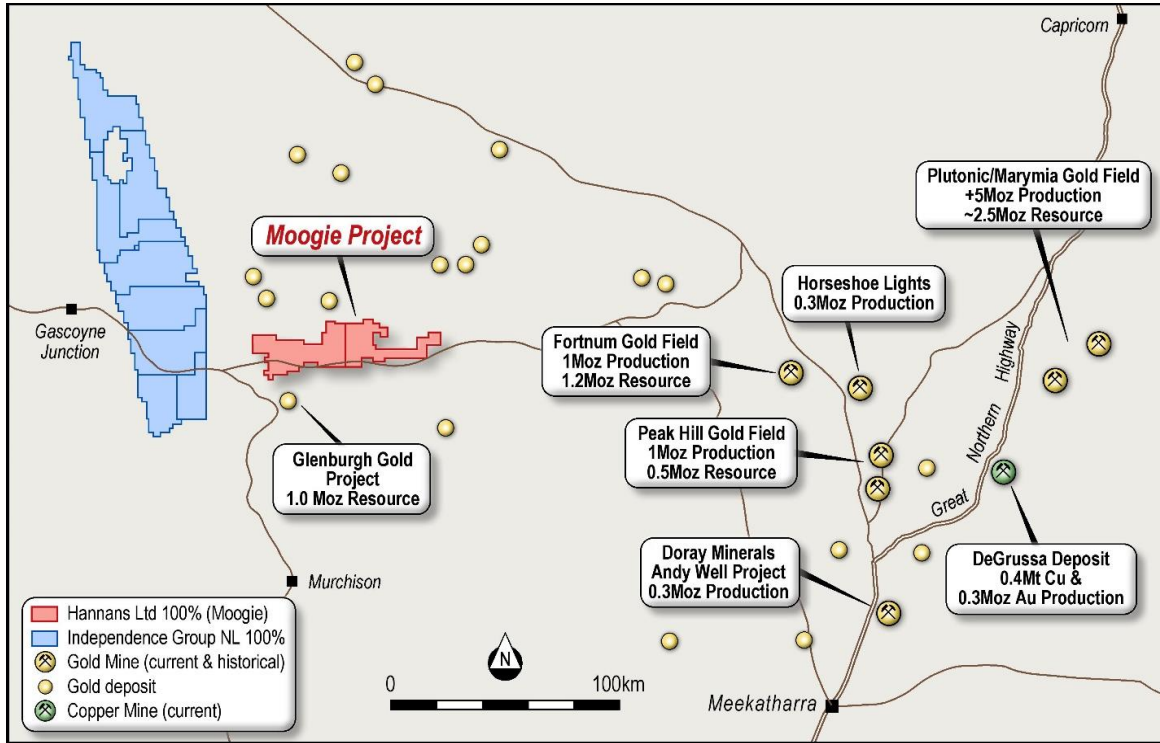 Capricorn
Plutonic/Marymia Gold Field
+5Moz Production
~2.5Moz Resource
Moogie Project
Horseshoe Lights
0.3Moz Production
Gascoyne
Junction
Fortnum Gold Field
1Moz Production
1.2Moz Resource
Great Northern Highway
Peak Hill Gold Field
1Moz Production
0.5Moz Resource
Glenburgh Gold
Project
1.0 Moz Resource
Doray Minerals
Andy Well Project
0.3Moz Production
DeGrussa Deposit
0.4Mt Cu &
0.3Moz Au Production
Murchison
Hannans Ltd 100% (Moogie)
Independence Group NL 100%
Gold Mine (current & historical)
Gold deposit
Copper Mine (current)
N
0 100km
Meekatharra